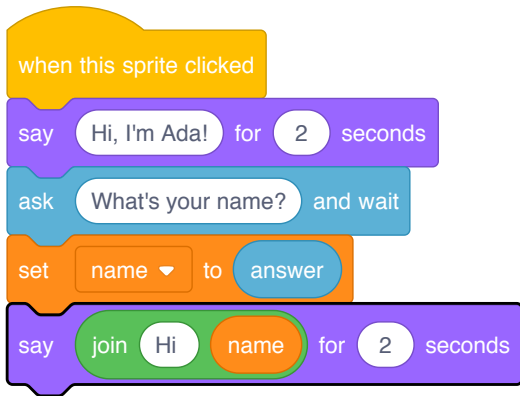 when this sprite clicked
say Hi, I'm Ada! for 2 seconds
ask What's your name? and wait
set name to answer
say join Hi name for 2 seconds